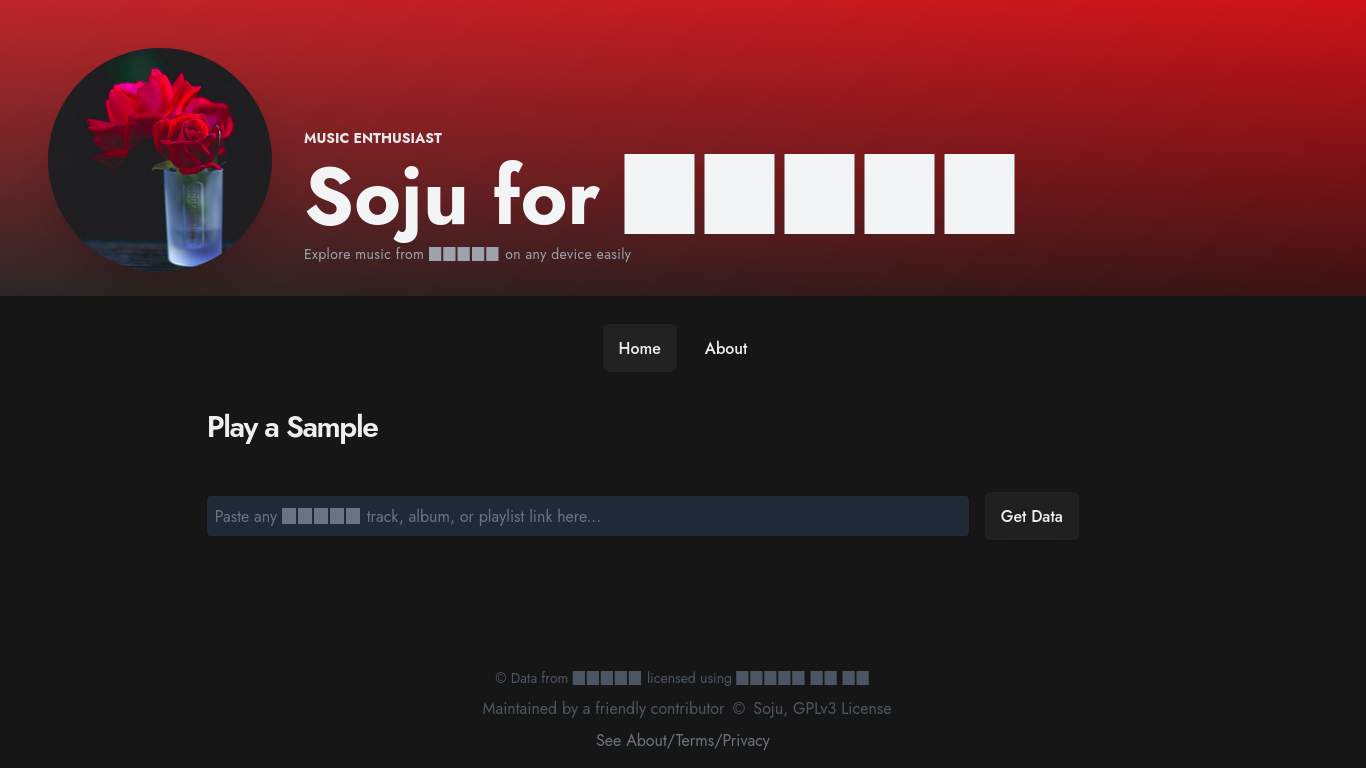 MUSIC ENTHUSIAST
Soju for █████
Explore music from █████ on any device easily
Home
About
Play a Sample
Paste any █████ track, album, or playlist link here...
Get Data
© Data from █████ licensed using █████ ██ ██
Maintained by a friendly contributor © Soju, GPLv3 License
See About/Terms/Privacy